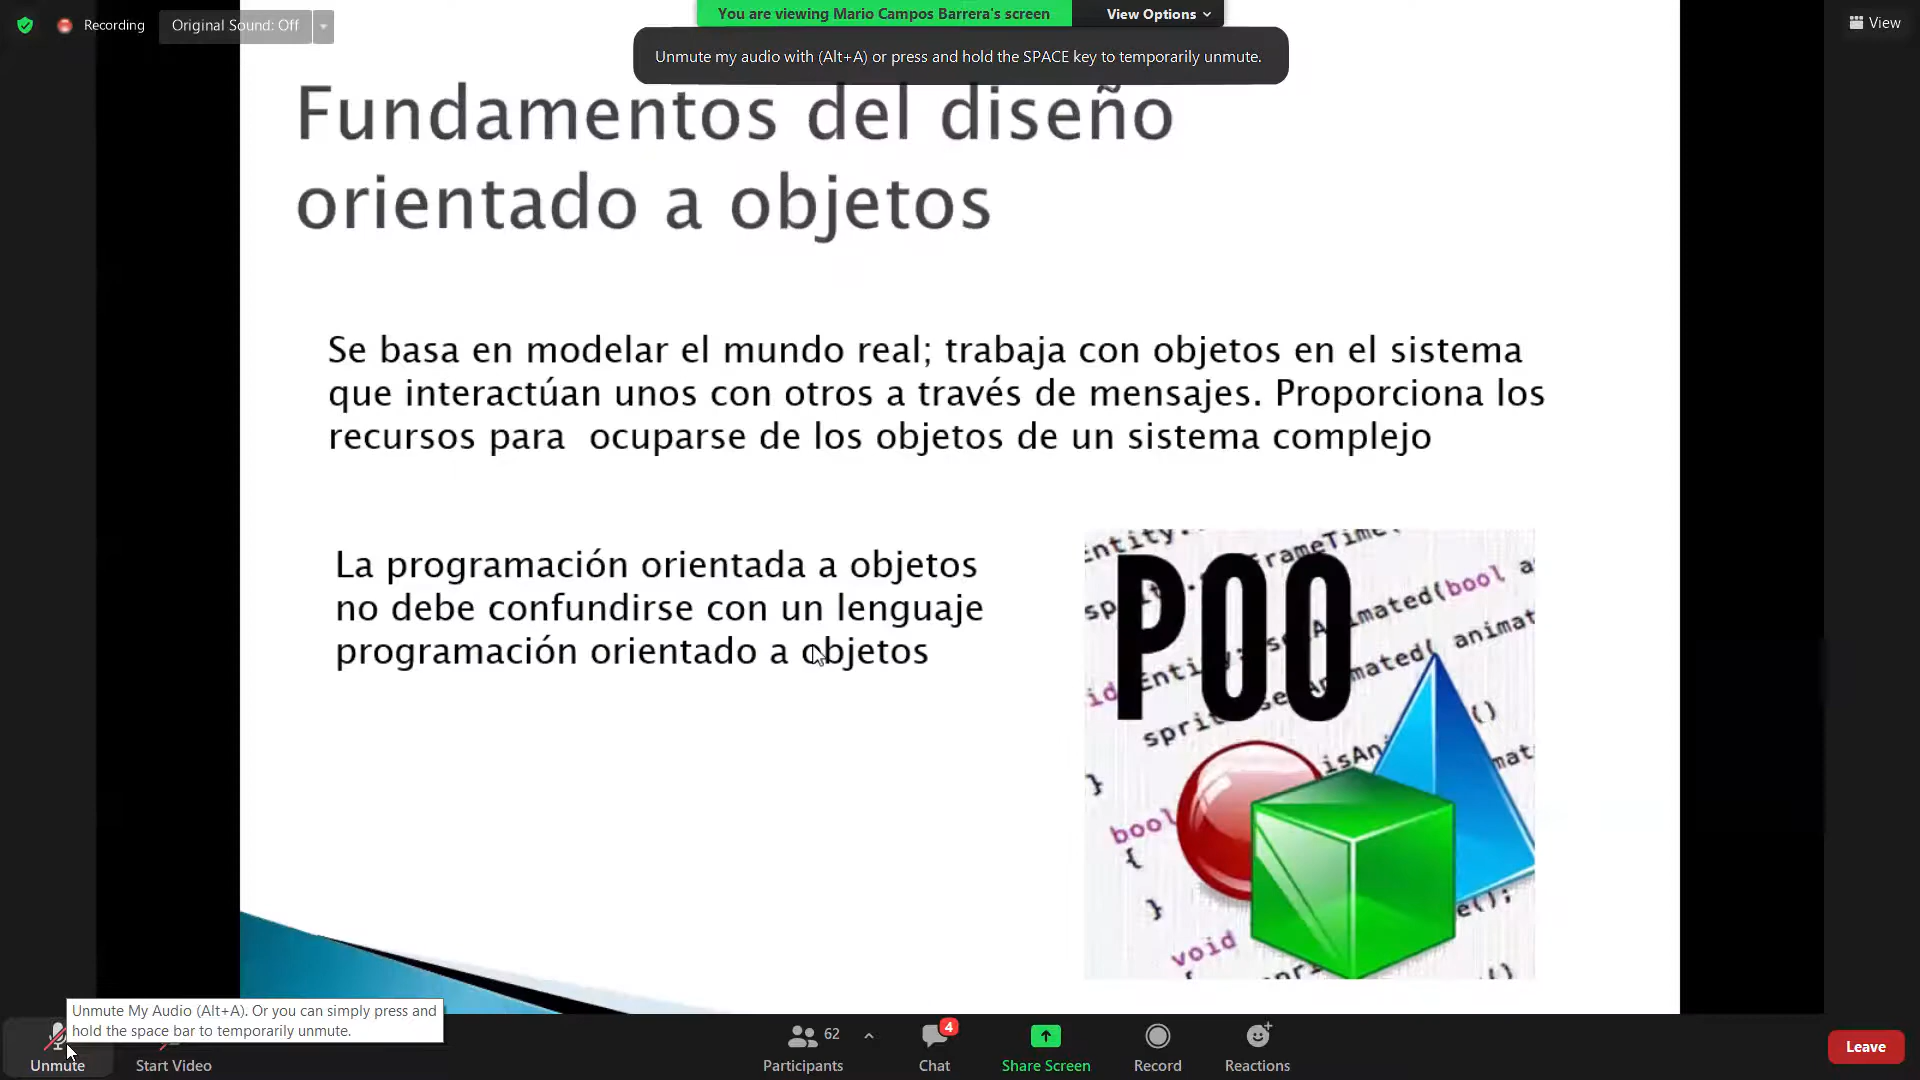 Recording
Original Sound: Off
You are viewing Mario Campos Barrera's screen
View Options
View
Unmute my audio with (Alt+A) or press and hold the SPACE key to temporarily unmute.
Fundamentos del diseño
orientado a objetos
Se basa en modelar el mundo real; trabaja con objetos en el sistema
que interactúan unos con otros a través de mensajes. Proporciona los
recursos para ocuparse de los objetos de un sistema complejo
La programación orientada a objetos
no debe confundirse con un lenguaje
programación orientado a objetos
POO
bool
{
}
void
Unmute My Audio (Alt+A). Or you can simply press and
hold the space bar to temporarily unmute.
Unmute
Start Video
62
Participants
4
Chat
Share Screen
Record
Reactions
Leave